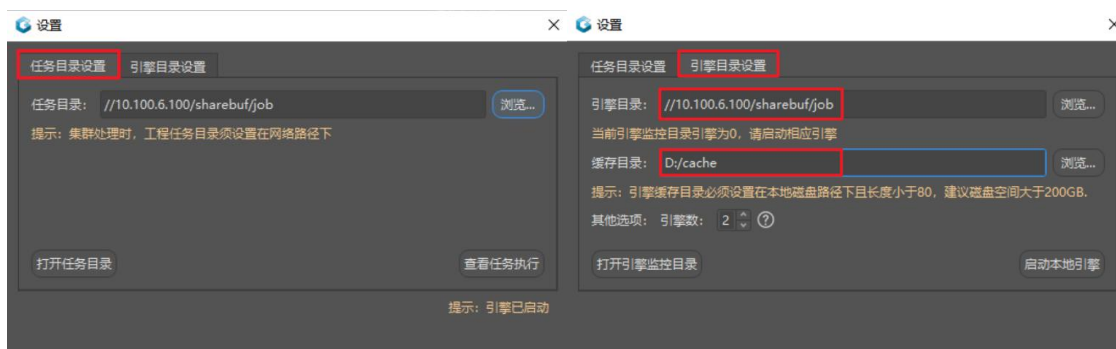 设置
任务目录设置 引擎目录设置
任务目录： //10.100.6.100/sharebuf/job 浏览...
提示：集群处理时，工程任务目录须设置在网络路径下
打开任务目录 查看任务执行
提示：引擎已启动
设置
任务目录设置 引擎目录设置
引擎目录： //10.100.6.100/sharebuf/job 浏览...
当前引擎监控目录引擎为0，请启动相应引擎
缓存目录： D:/cache 浏览...
提示：引擎缓存目录必须设置在本地磁盘路径下且长度小于80，建议磁盘空间大于200GB.
其他选项： 引擎数： 2
打开引擎监控目录 启动本地引擎